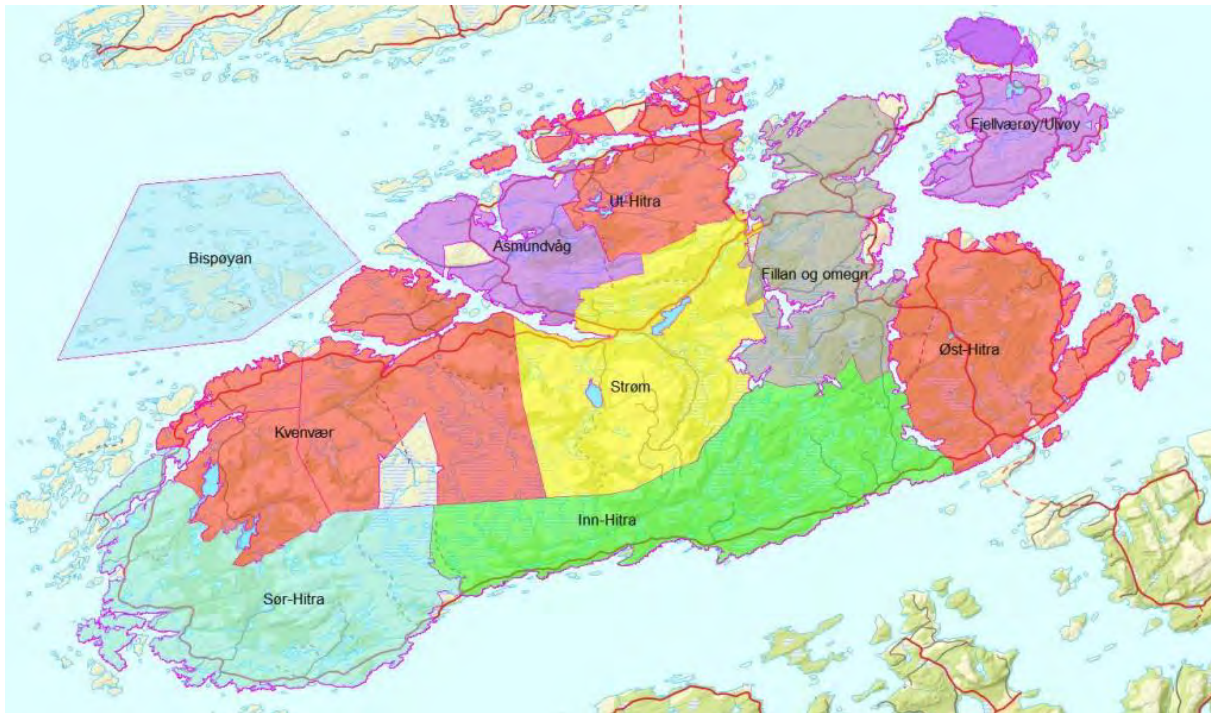 Fjellværøy/Ulvøy
Ut-Hitra
Asmundvåg
Bispøyan
Fillan og omegn.
Øst-Hitra
Strøm
Kvenvær
Inn-Hitra
Sør-Hitra